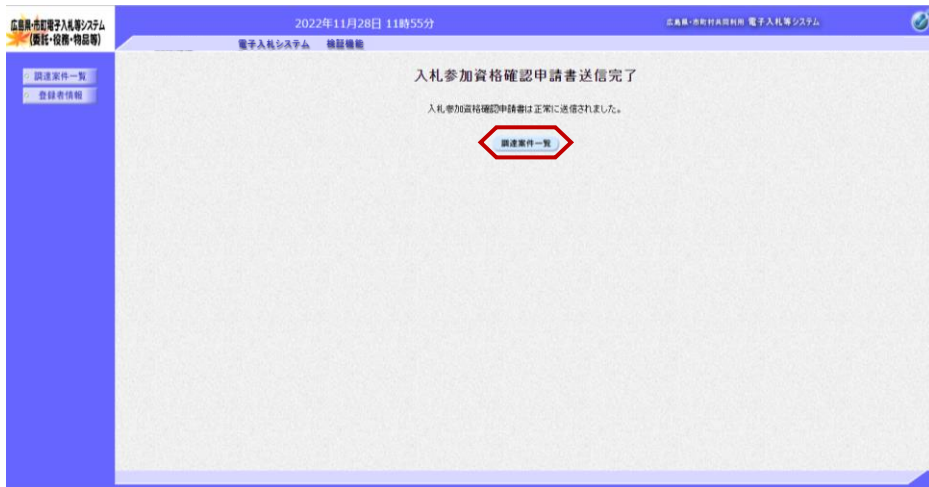 広島県・市町電子入札等システム
(委託・役務・物品等)
2022年11月28日 11時55分
広島県・市町村共同利用 電子入札等システム
電子入札システム 検証機能
調達案件一覧
登録者情報
入札参加資格確認申請書送信完了
入札参加資格確認申請書は正常に送信されました。
調達案件一覧